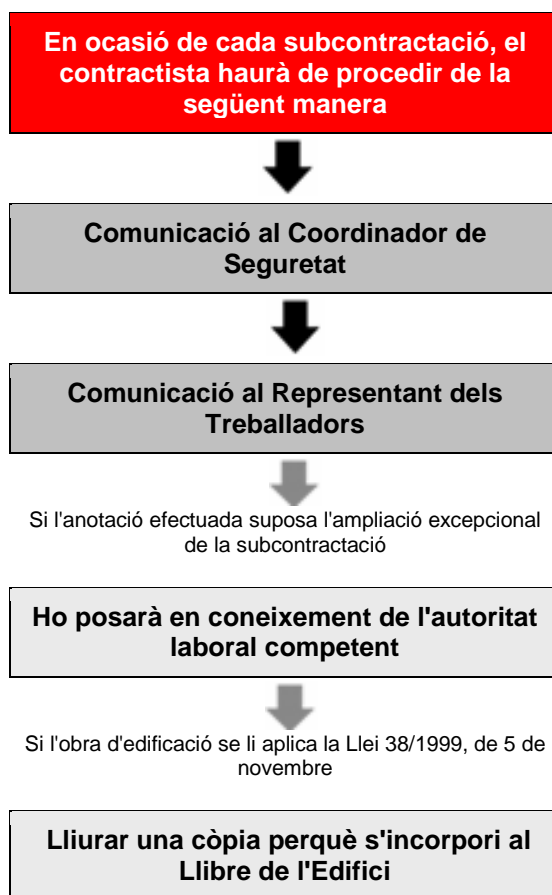 En ocasió de cada subcontractació, el
contractista haurà de procedir de la
següent manera
Comunicació al Coordinador de
Seguretat
Comunicació al Representant dels
Treballadors
Si l'anotació efectuada suposa l'ampliació excepcional
de la subcontractació
Ho posarà en coneixement de l'autoritat
laboral competent
Si l'obra d'edificació se li aplica la Llei 38/1999, de 5 de
novembre
Lliurar una còpia perquè s'incorpori al
Llibre de l'Edifici